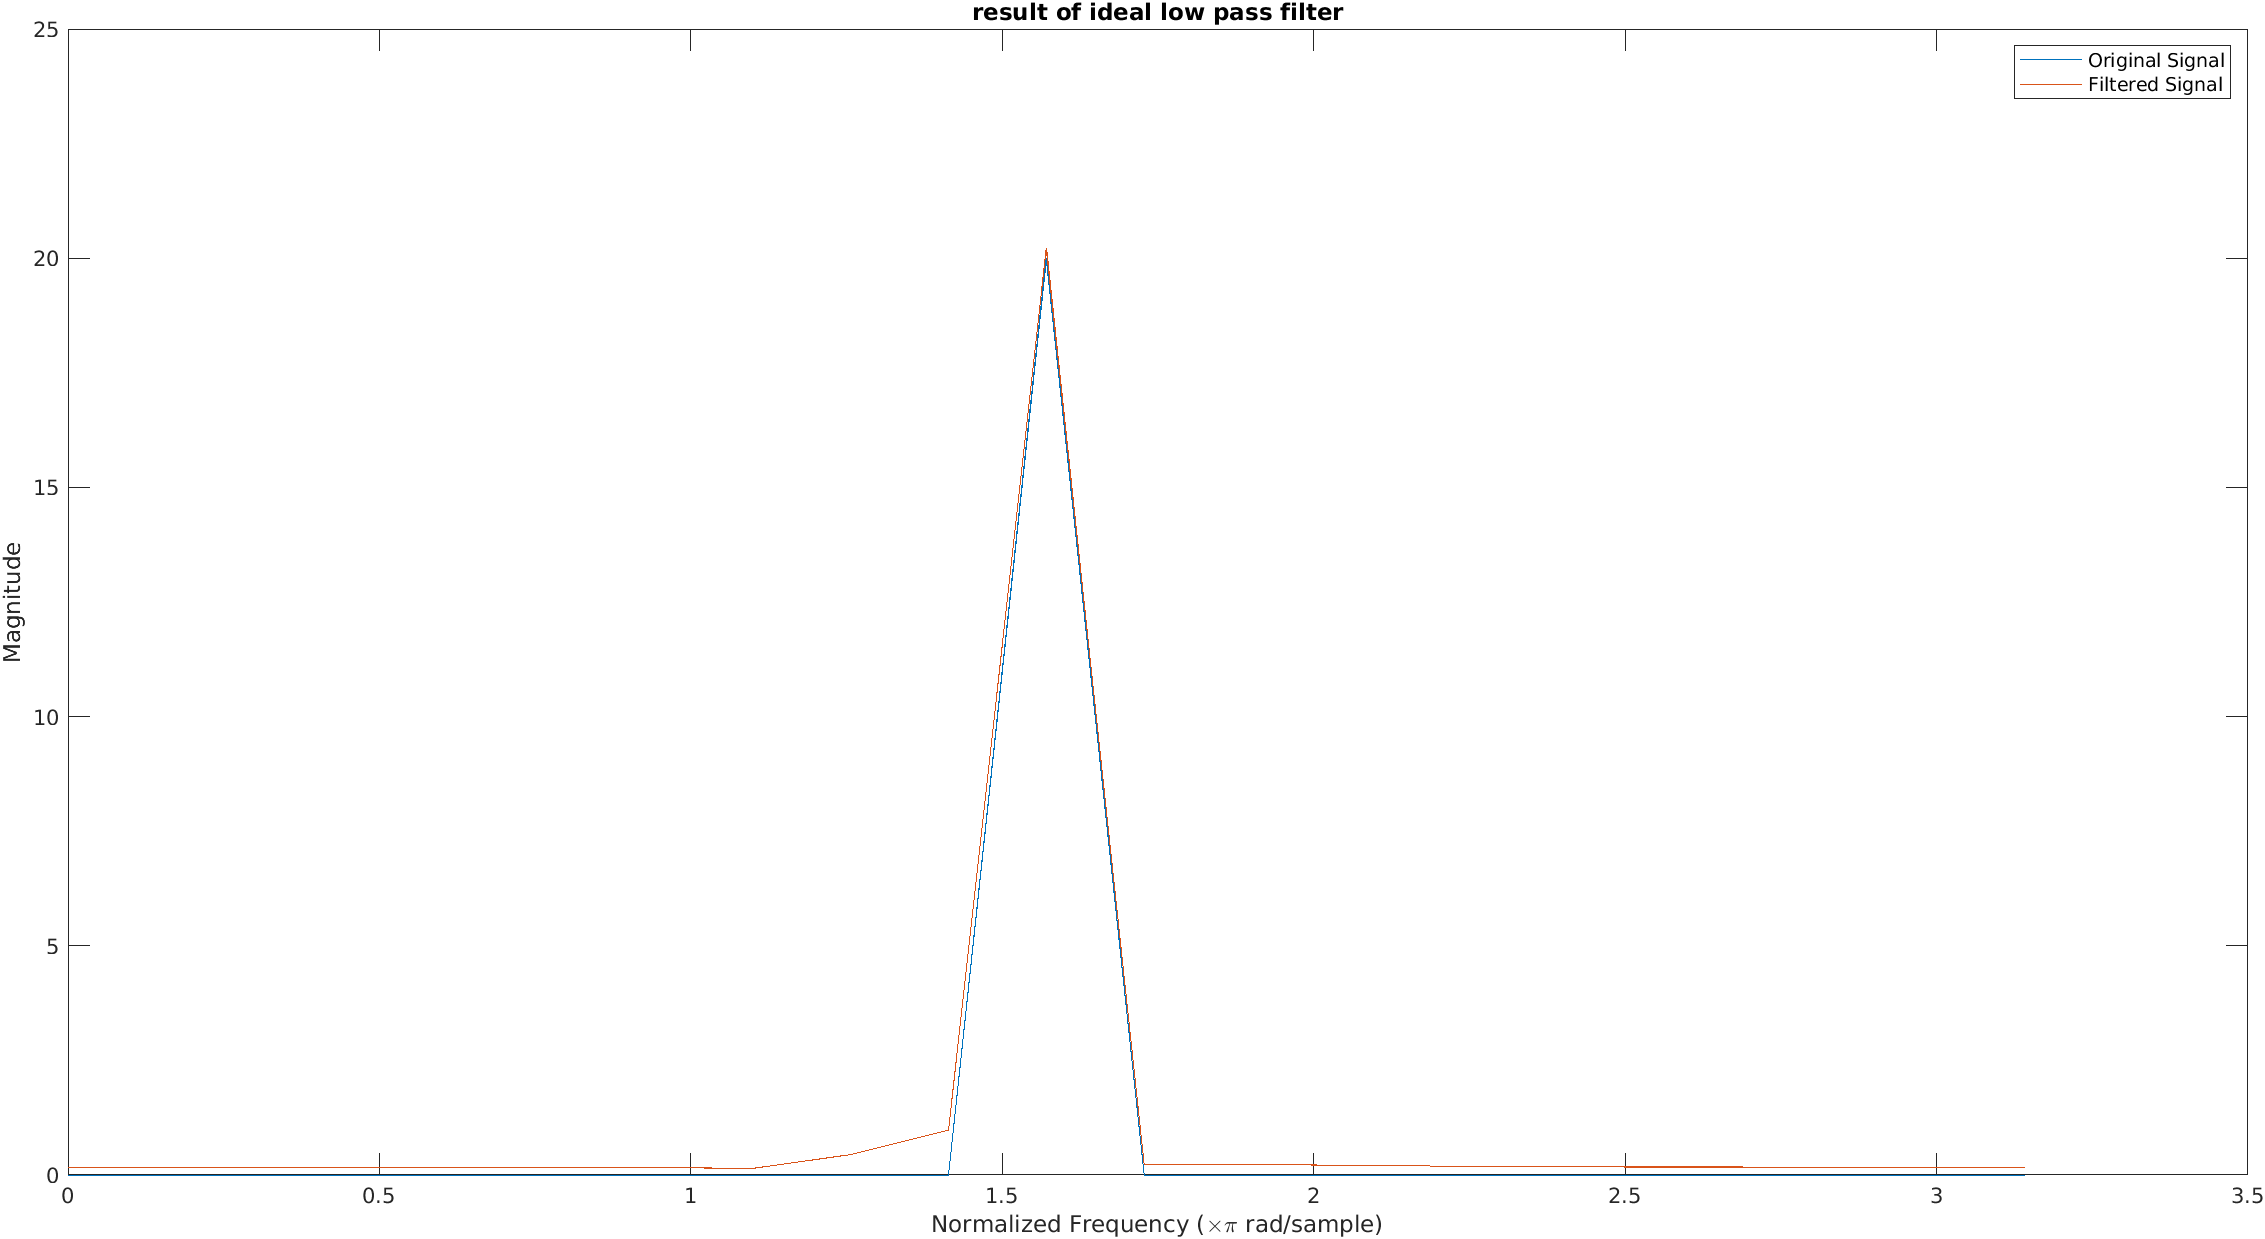 result of ideal low pass filter
Original Signal
Filtered Signal
25
20
15
10
5
0
Magnitude
0 0.5 1 1.5 2 2.5 3 3.5
Normalized Frequency (×π rad/sample)